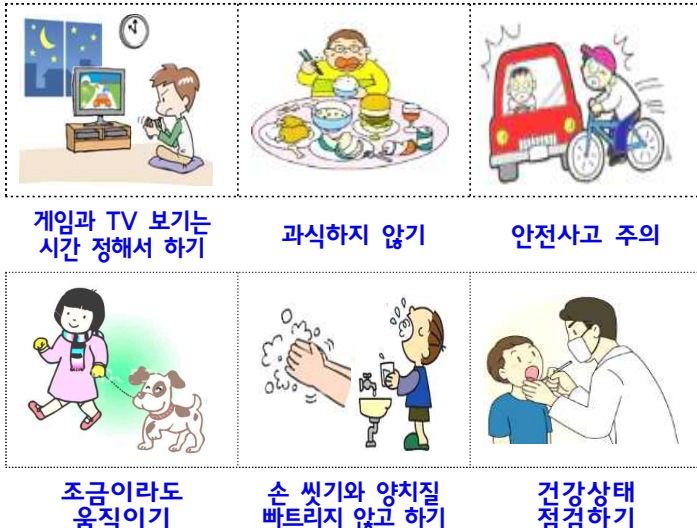 게임과 TV 보기는
시간 정해서 하기
과식하지 않기
안전사고 주의
조금이라도
움직이기
손 씻기와 양치질
빠트리지 않고 하기
건강상태
점검하기